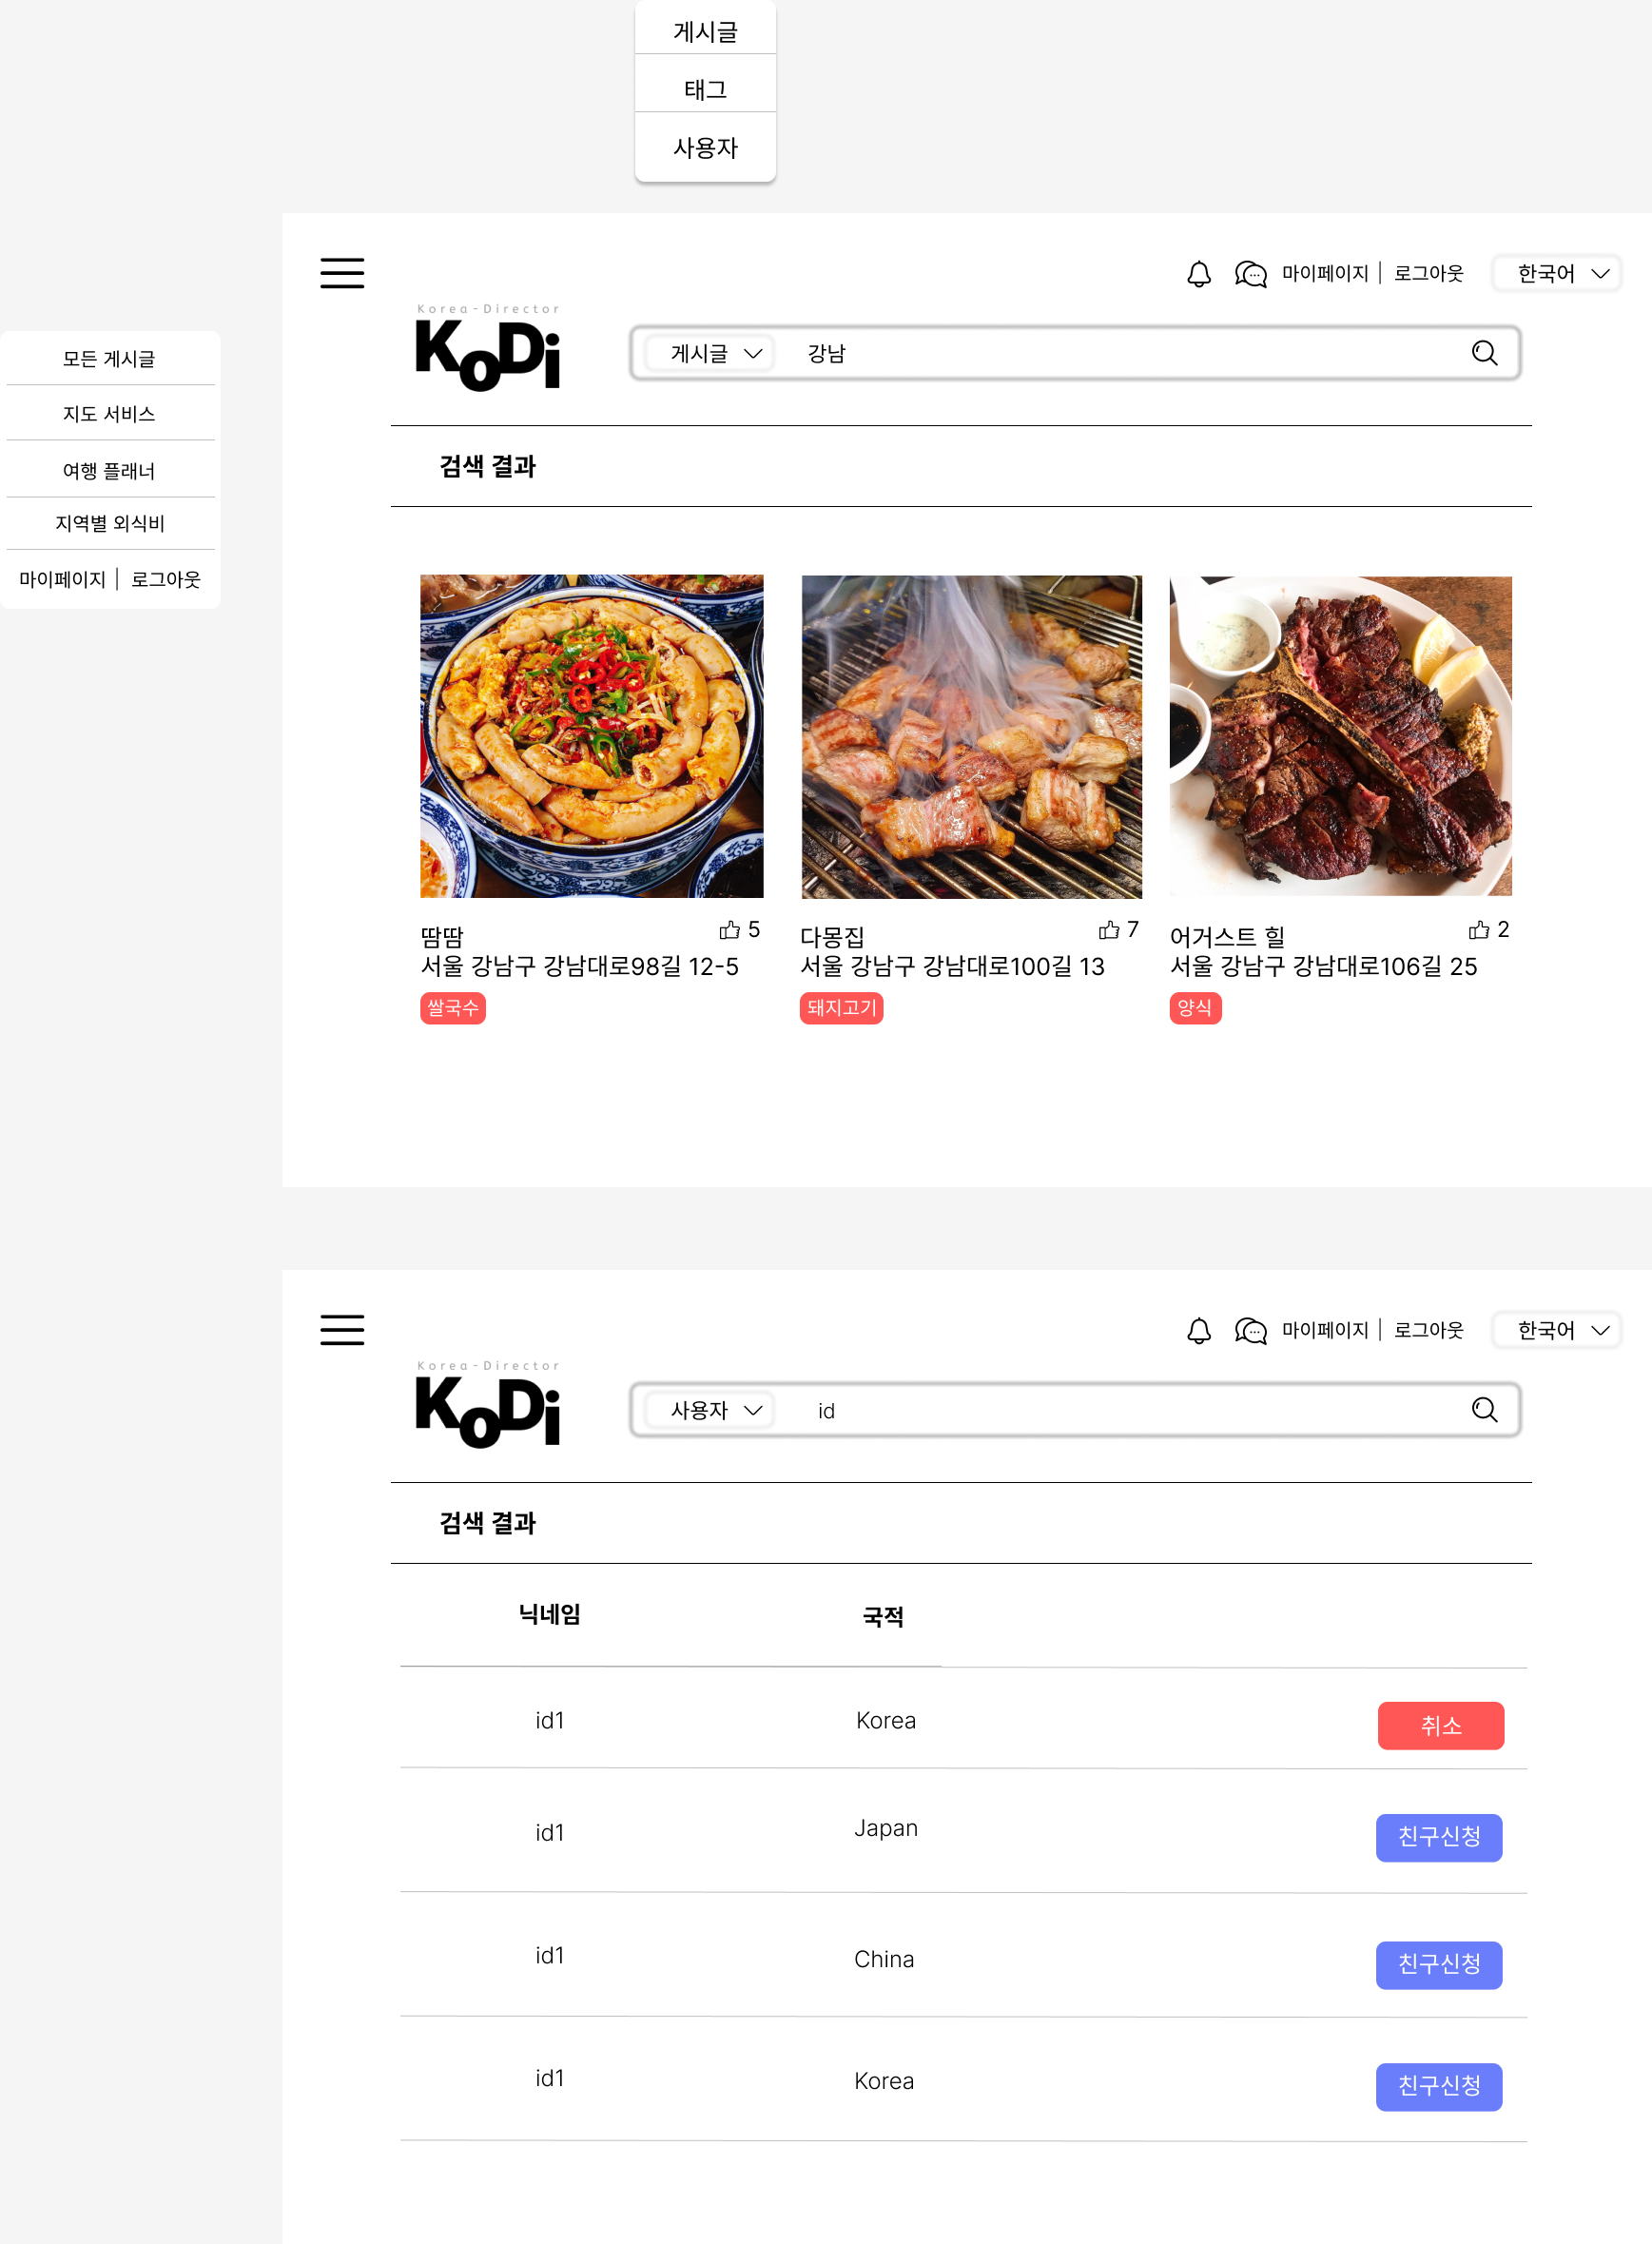 게시글
태그
사용자
마이페이지 로그아웃 한국어
Korea-Director
KoDi
게시글 강남
모든 게시글
지도 서비스
여행 플래너
지역별 외식비
마이페이지 로그아웃
검색 결과
땀땀 5
서울 강남구 강남대로98길 12-5
쌀국수
다몽집 7
서울 강남구 강남대로100길 13
돼지고기
어거스트 힐 2
서울 강남구 강남대로106길 25
양식
마이페이지 로그아웃 한국어
Korea-Director
KoDi
사용자 id
검색 결과
닉네임 국적
id1 Korea 취소
id1 Japan 친구신청
id1 China 친구신청
id1 Korea 친구신청